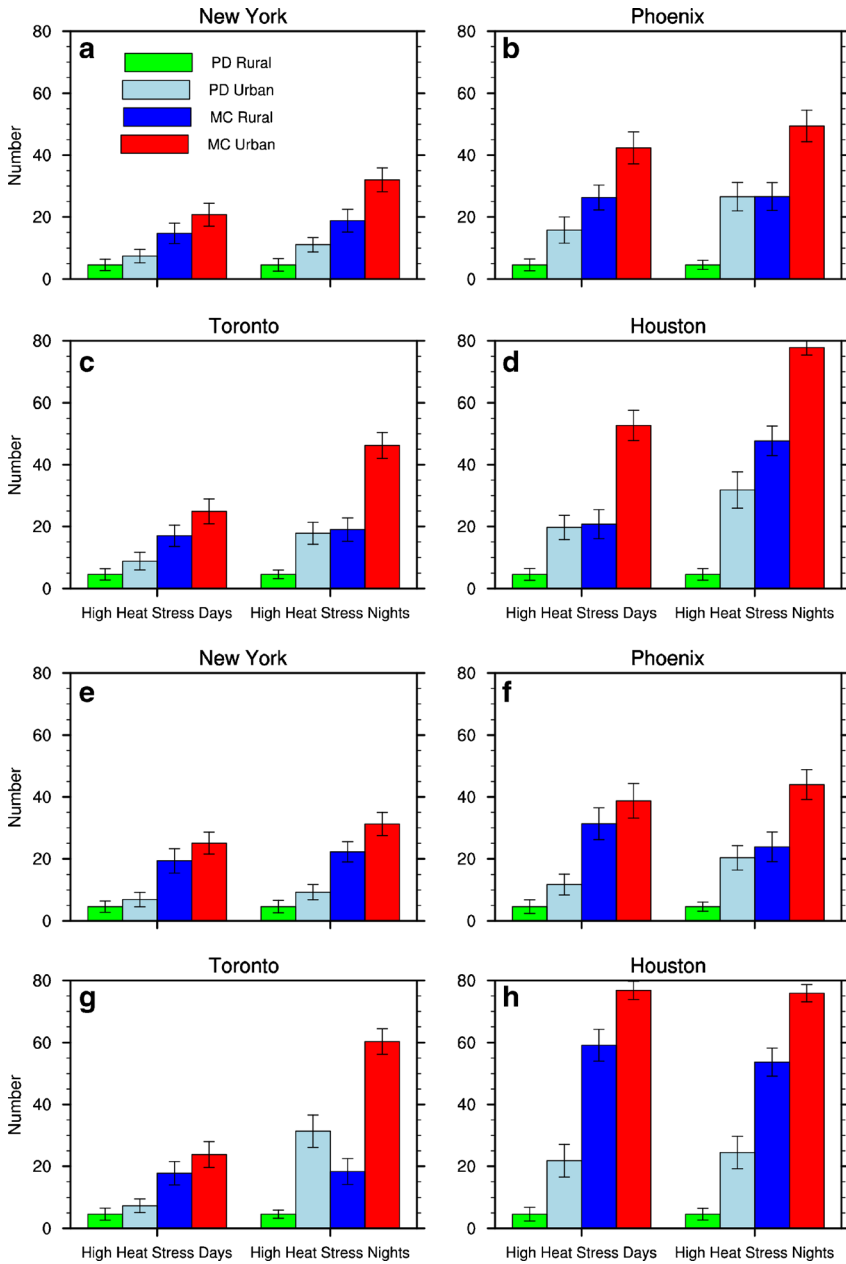 New York
a
PD Rural
PD Urban
MC Rural
MC Urban
Number
80
60
40
20
0
Phoenix
b
80
60
40
20
0
Toronto
c
Number
80
60
40
20
0
High Heat Stress Days High Heat Stress Nights
Houston
d
80
60
40
20
0
High Heat Stress Days High Heat Stress Nights
New York
e
Number
80
60
40
20
0
Phoenix
f
80
60
40
20
0
Toronto
g
Number
80
60
40
20
0
High Heat Stress Days High Heat Stress Nights
Houston
h
80
60
40
20
0
High Heat Stress Days High Heat Stress Nights